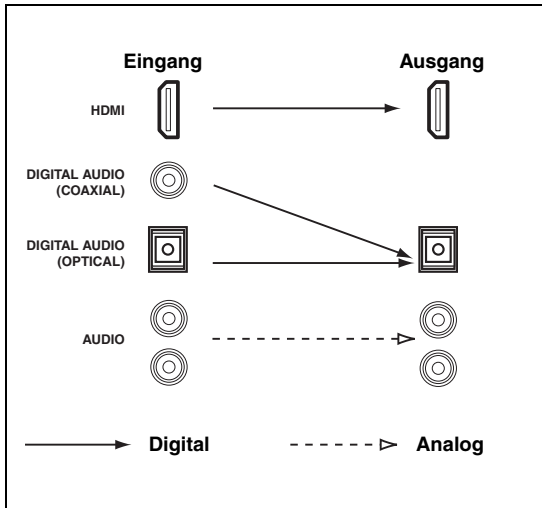 Eingang Ausgang
HDMI
DIGITAL AUDIO
(COAXIAL)
DIGITAL AUDIO
(OPTICAL)
AUDIO
Digital Analog